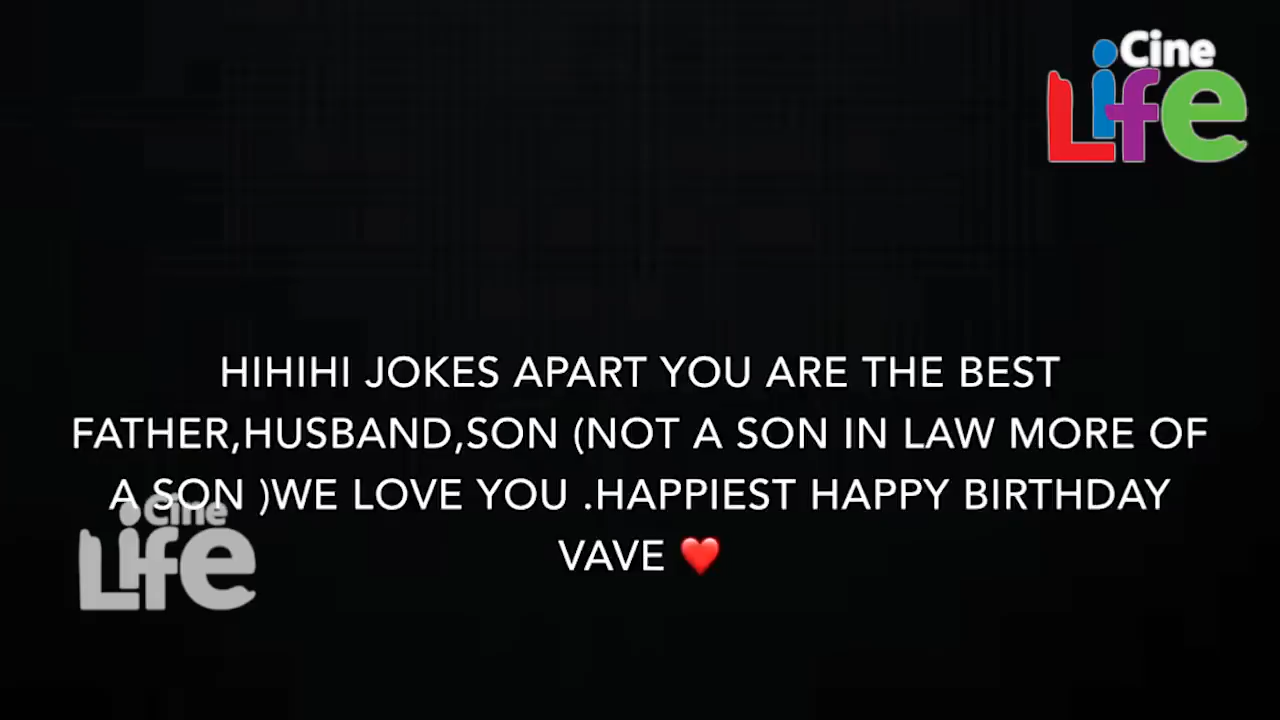 Cine
Life
HIHIHI JOKES APART YOU ARE THE BEST
FATHER,HUSBAND,SON (NOT A SON IN LAW MORE OF
A SON )WE LOVE YOU .HAPPIEST HAPPY BIRTHDAY
VAVE ❤️
Cine
Life